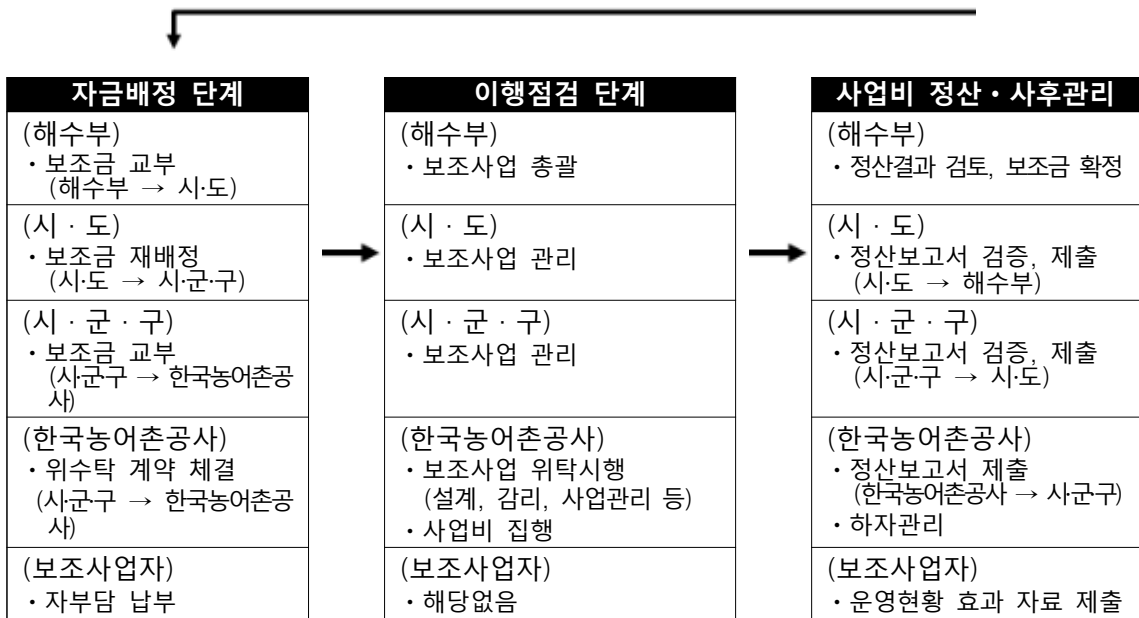 자금배정 단계
(해수부)
・보조금 교부
(해수부 → 시·도)
(시 · 도)
・보조금 재배정
(시·도 → 시·군·구)
(시 · 군 · 구)
・보조금 교부
(시·군·구 → 한국농어촌공
사)
(한국농어촌공사)
・위수탁 계약 체결
(시·군·구 → 한국농어촌공
사)
(보조사업자)
・자부담 납부
이행점검 단계
(해수부)
・보조사업 총괄
(시 · 도)
・보조사업 관리
(시 · 군 · 구)
・보조사업 관리
(한국농어촌공사)
・보조사업 위탁시행
(설계, 감리, 사업관리 등)
・사업비 집행
(보조사업자)
・해당없음
사업비 정산・사후관리
(해수부)
・정산결과 검토, 보조금 확정
(시 · 도)
・정산보고서 검증, 제출
(시·도 → 해수부)
(시 · 군 · 구)
・정산보고서 검증, 제출
(시·군·구 → 시·도)
(한국농어촌공사)
・정산보고서 제출
(한국농어촌공사 → 시·군·구)
・하자관리
(보조사업자)
・운영현황 효과 자료 제출